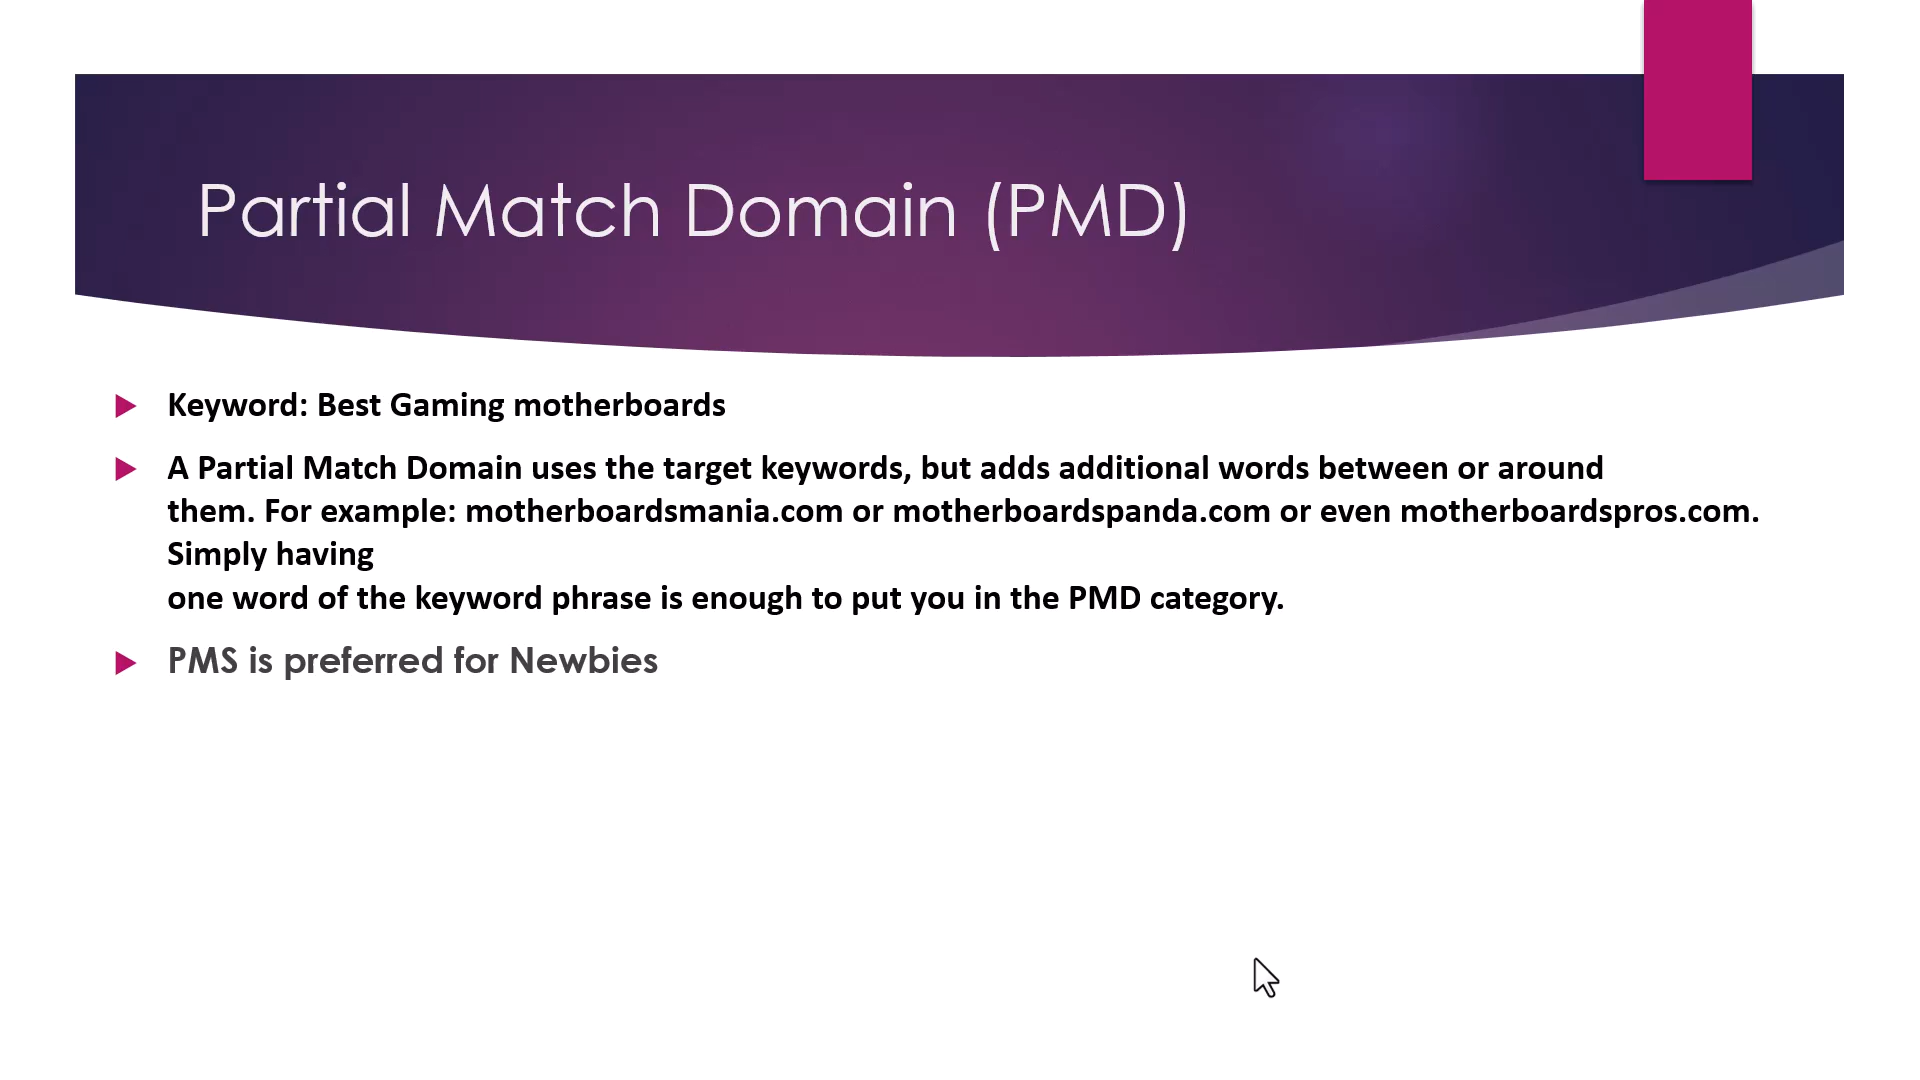 Partial Match Domain (PMD)
Keyword: Best Gaming motherboards
A Partial Match Domain uses the target keywords, but adds additional words between or around
them. For example: motherboardsmania.com or motherboardspanda.com or even motherboardspros.com.
Simply having
one word of the keyword phrase is enough to put you in the PMD category.
PMS is preferred for Newbies